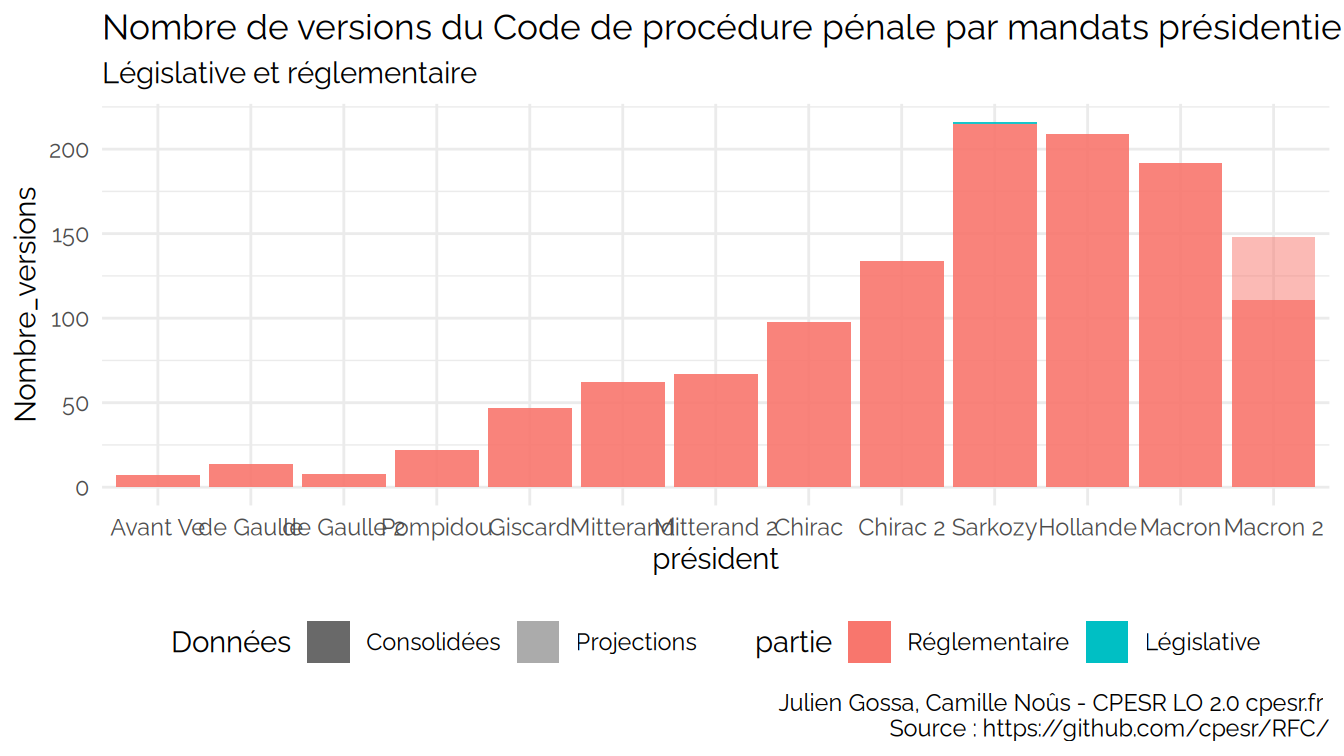 Nombre de versions du Code de procédure pénale par mandats présidentie
Législative et réglementaire
Nombre_versions
200
150
100
50
0
Avant Ve de Gaulle de Gaulle 2 Pompidou Giscard Mitterand Mitterand 2 Chirac Chirac 2 Sarkozy Hollande Macron Macron 2
président
Données Consolidées Projections partie Réglementaire Législative
Julien Gossa, Camille Noûs - CPESR LO 2.0 cpesr.fr
Source : https://github.com/cpesr/RFC/